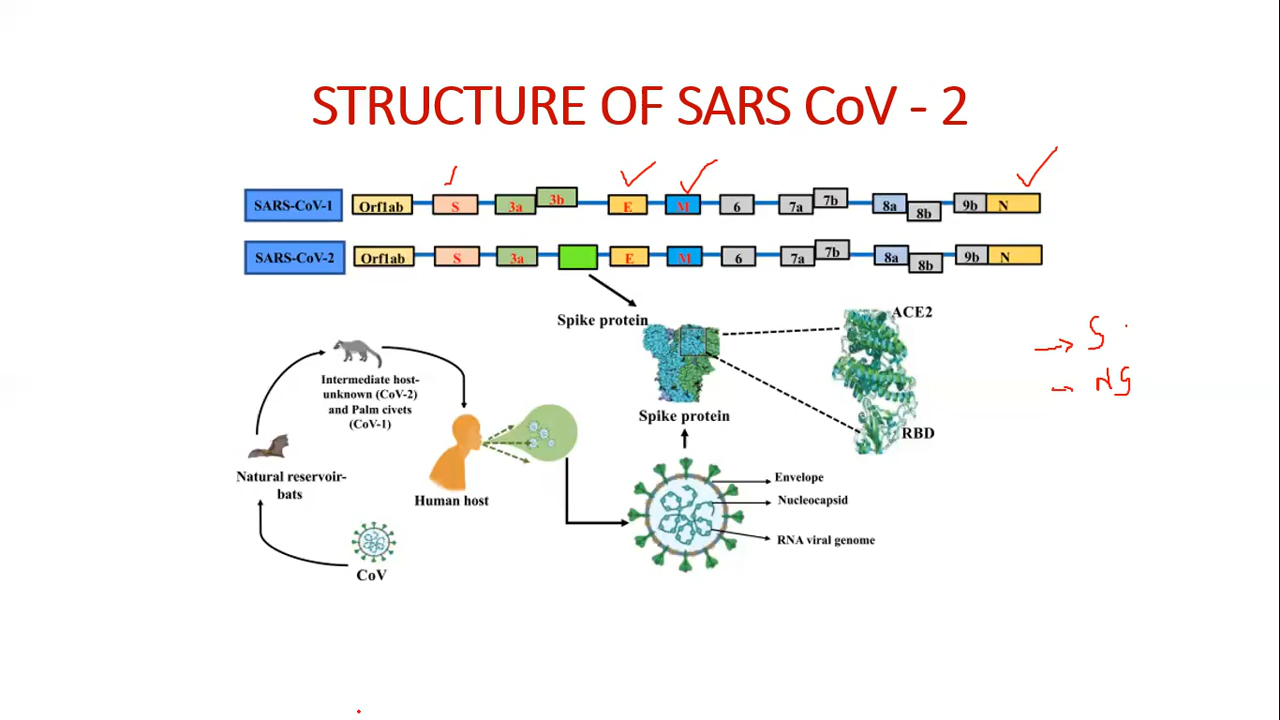 STRUCTURE OF SARS CoV - 2
SARS-CoV-1 Orf1ab S 3a 3b E M 6 7a 7b 8a 8b 9b N
SARS-CoV-2 Orf1ab S 3a E M 6 7a 7b 8a 8b 9b N
Spike protein
ACE2
RBD
Spike protein
S
NS
Intermediate host-
unknown (CoV-2)
and Palm civets
(CoV-1)
Natural reservoir-
bats
Human host
CoV
Envelope
Nucleocapsid
RNA viral genome